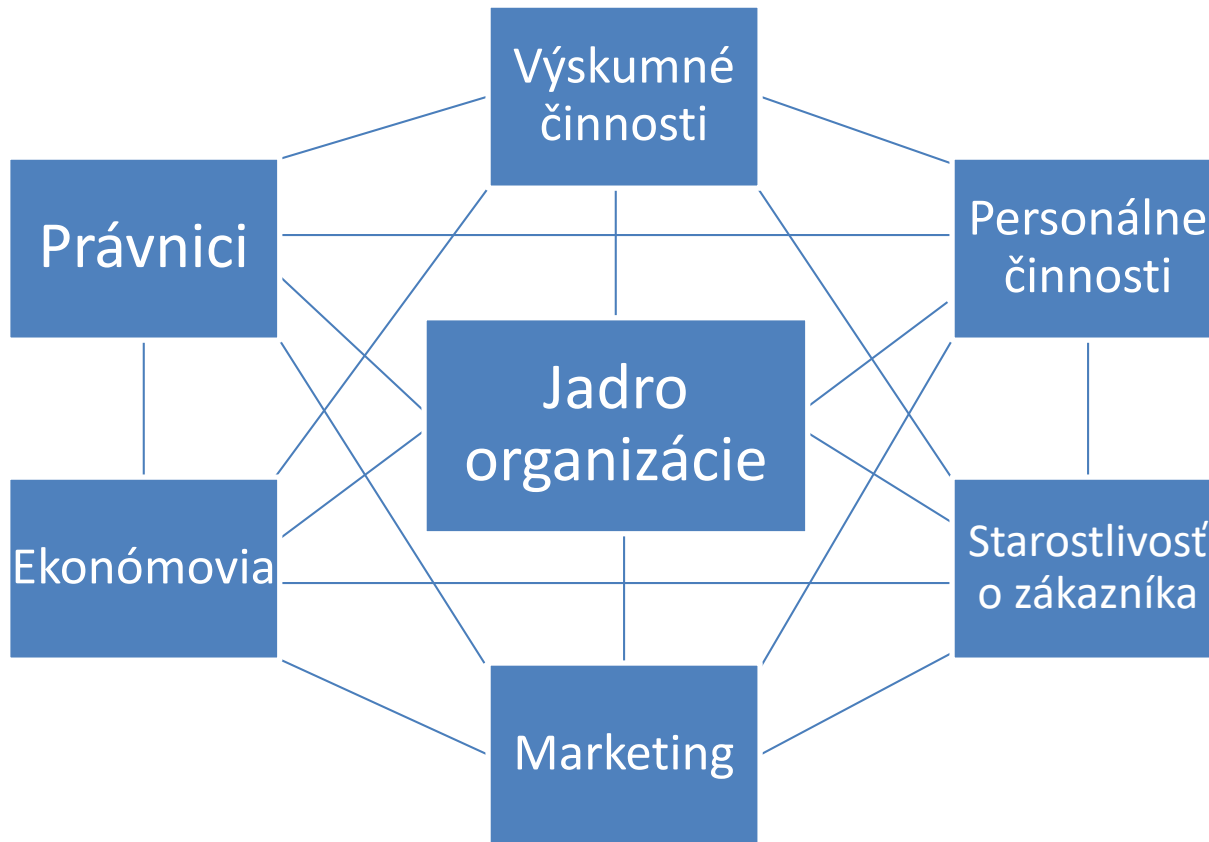 Výskumné
činnosti
Právnici
Personálne
činnosti
Jadro
organizácie
Ekonómovia
Starostlivosť
o zákazníka
Marketing